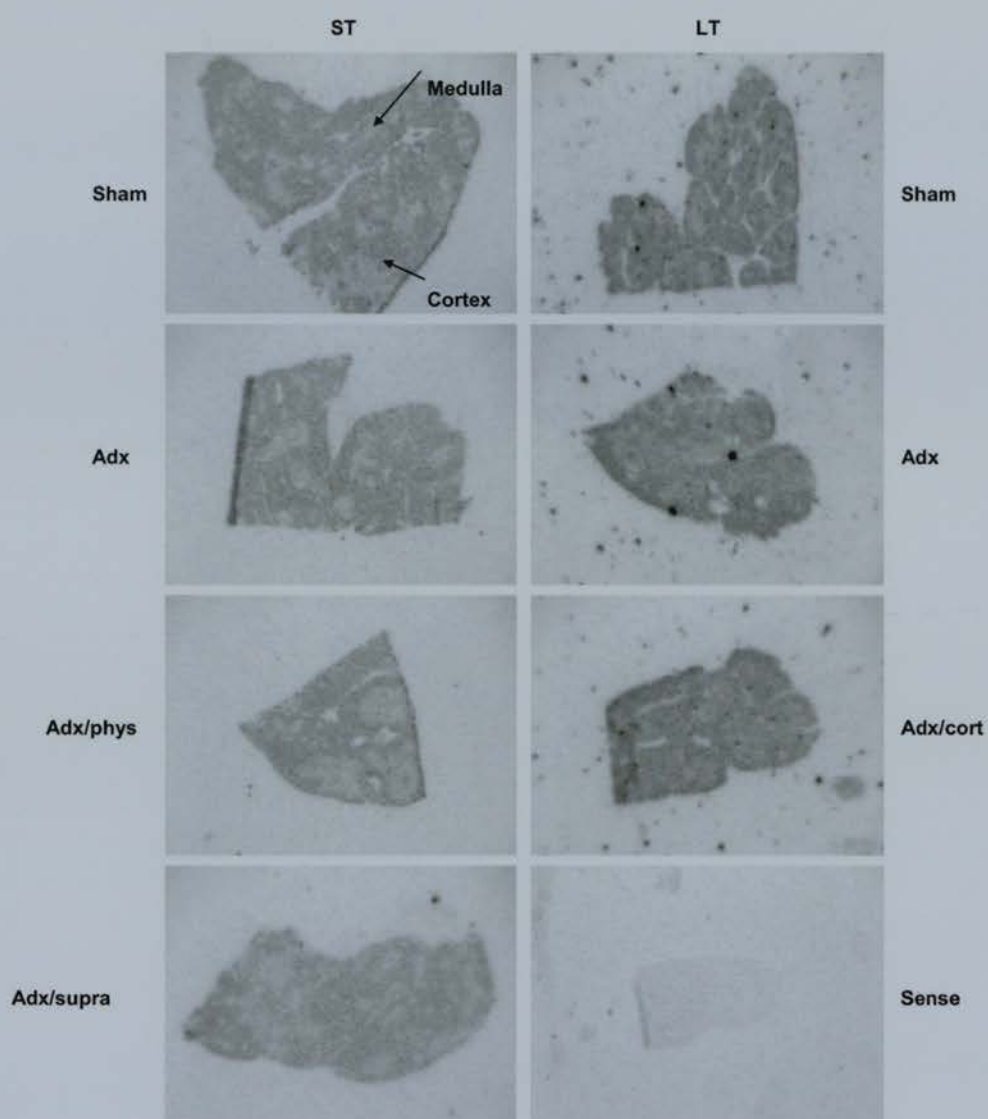 ST LT
Medulla
Sham Sham
Cortex
Adx Adx
Adx/phys Adx/cort
Adx/supra Sense